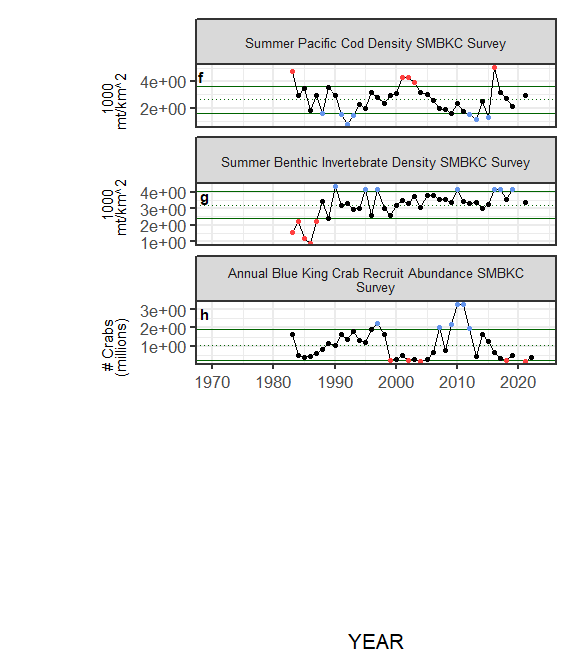 Summer Pacific Cod Density SMBKC Survey
f
1000
mt/km^2
4e+00
2e+00
Summer Benthic Invertebrate Density SMBKC Survey
g
1000
mt/km^2
4e+00
3e+00
2e+00
1e+00
Annual Blue King Crab Recruit Abundance SMBKC
Survey
h
# Crabs
(millions)
3e+00
2e+00
1e+00
1970 1980 1990 2000 2010 2020
YEAR